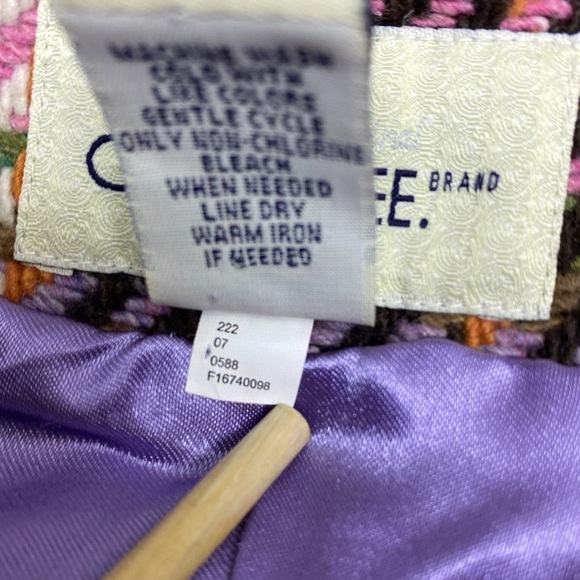 MACHINE WASH
COLD WITH
LIKE COLORS
GENTLE CYCLE
ONLY NON-CHLORINE
BLEACH
WHEN NEEDED
LINE DRY
WARM IRON
IF NEEDED
C EE. BRAND
222
07
0588
F16740098